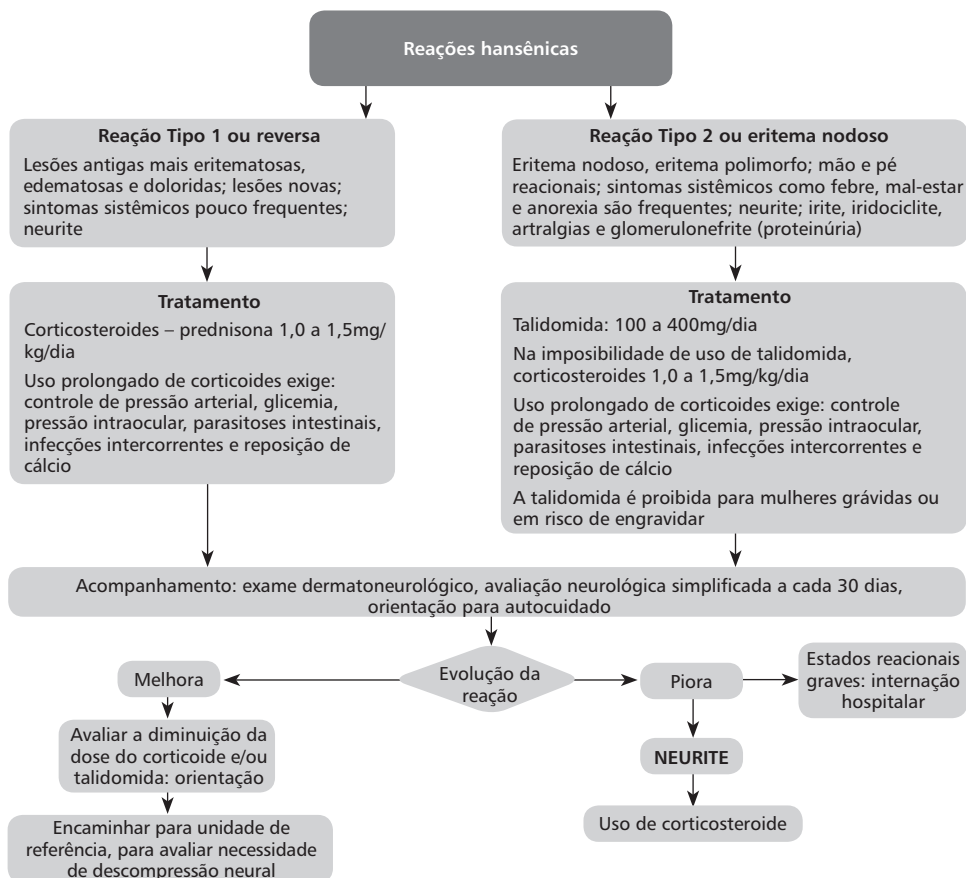 Reações hansênicas
Reação Tipo 1 ou reversa
Lesões antigas mais eritematosas,
edematosas e doloridas; lesões novas;
sintomas sistêmicos pouco frequentes;
neurite
Reação Tipo 2 ou eritema nodoso
Eritema nodoso, eritema polimorfo; mão e pé
reacionais; sintomas sistêmicos como febre, mal-estar
e anorexia são frequentes; neurite; irite, iridociclite,
artralgias e glomerulonefrite (proteinúria)
Tratamento
Corticosteroides – prednisona 1,0 a 1,5mg/
kg/dia
Uso prolongado de corticoides exige:
controle de pressão arterial, glicemia,
pressão intraocular, parasitoses intestinais,
infecções intercorrentes e reposição de
cálcio
Tratamento
Talidomida: 100 a 400mg/dia
Na imposibilidade de uso de talidomida,
corticosteroides 1,0 a 1,5mg/kg/dia
Uso prolongado de corticoides exige: controle
de pressão arterial, glicemia, pressão intraocular,
parasitoses intestinais, infecções intercorrentes e
reposição de cálcio
A talidomida é proibida para mulheres grávidas ou
em risco de engravidar
Acompanhamento: exame dermatoneurológico, avaliação neurológica simplificada a cada 30 dias,
orientação para autocuidado
Evolução da
reação
Melhora
Avaliar a diminuição da
dose do corticoide e/ou
talidomida: orientação
Encaminhar para unidade de
referência, para avaliar necessidade
de descompressão neural
Piora
Estados reacionais
graves: internação
hospitalar
NEURITE
Uso de corticosteroide